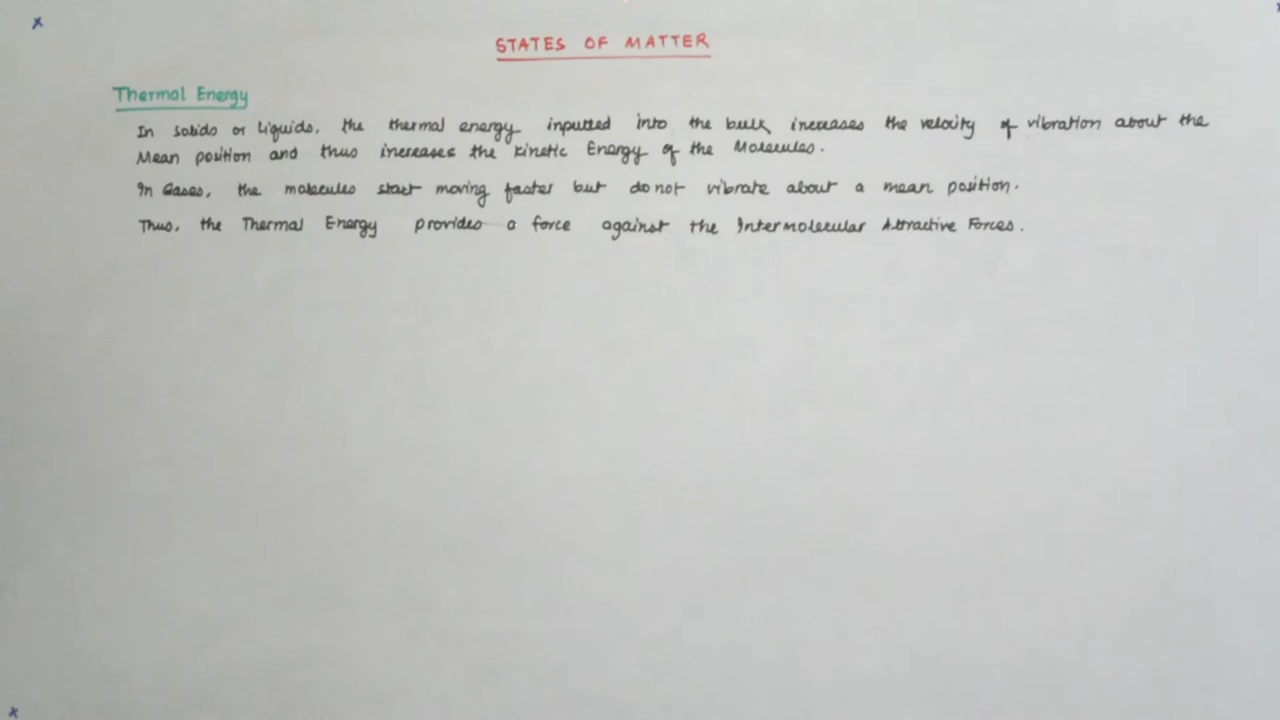 STATES OF MATTER
Thermal Energy
In solids or Liquids, the thermal energy inputted into the bulk increases the velocity of vibration about the
Mean position and thus increases the kinetic Energy of the Molecules.
In Gases, the molecules start moving faster but do not vibrate about a mean position.
Thus, the Thermal Energy provides a force against the Intermolecular Attractive Forces.